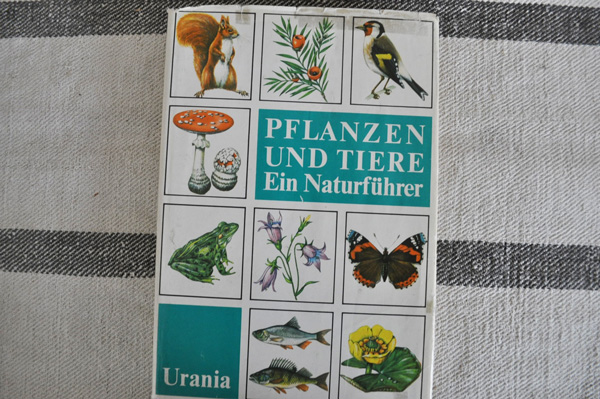 PFLANZEN
UND TIERE
Ein Naturführer
Urania